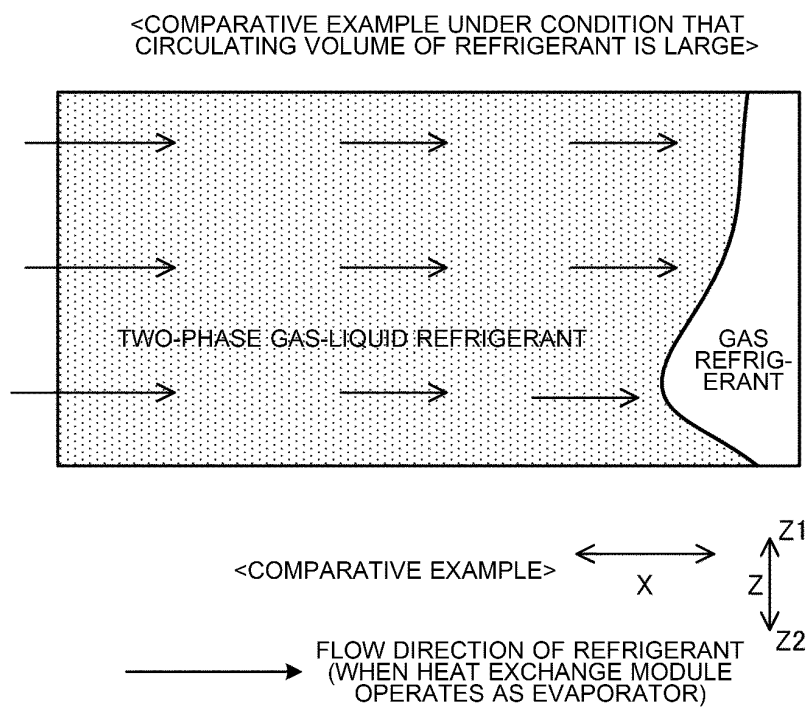 <COMPARATIVE EXAMPLE UNDER CONDITION THAT
CIRCULATING VOLUME OF REFRIGERANT IS LARGE>
TWO-PHASE GAS-LIQUID REFRIGERANT
GAS
REFRIG-
ERANT
Z1
<COMPARATIVE EXAMPLE>
X
Z
Z2
FLOW DIRECTION OF REFRIGERANT
(WHEN HEAT EXCHANGE MODULE
OPERATES AS EVAPORATOR)